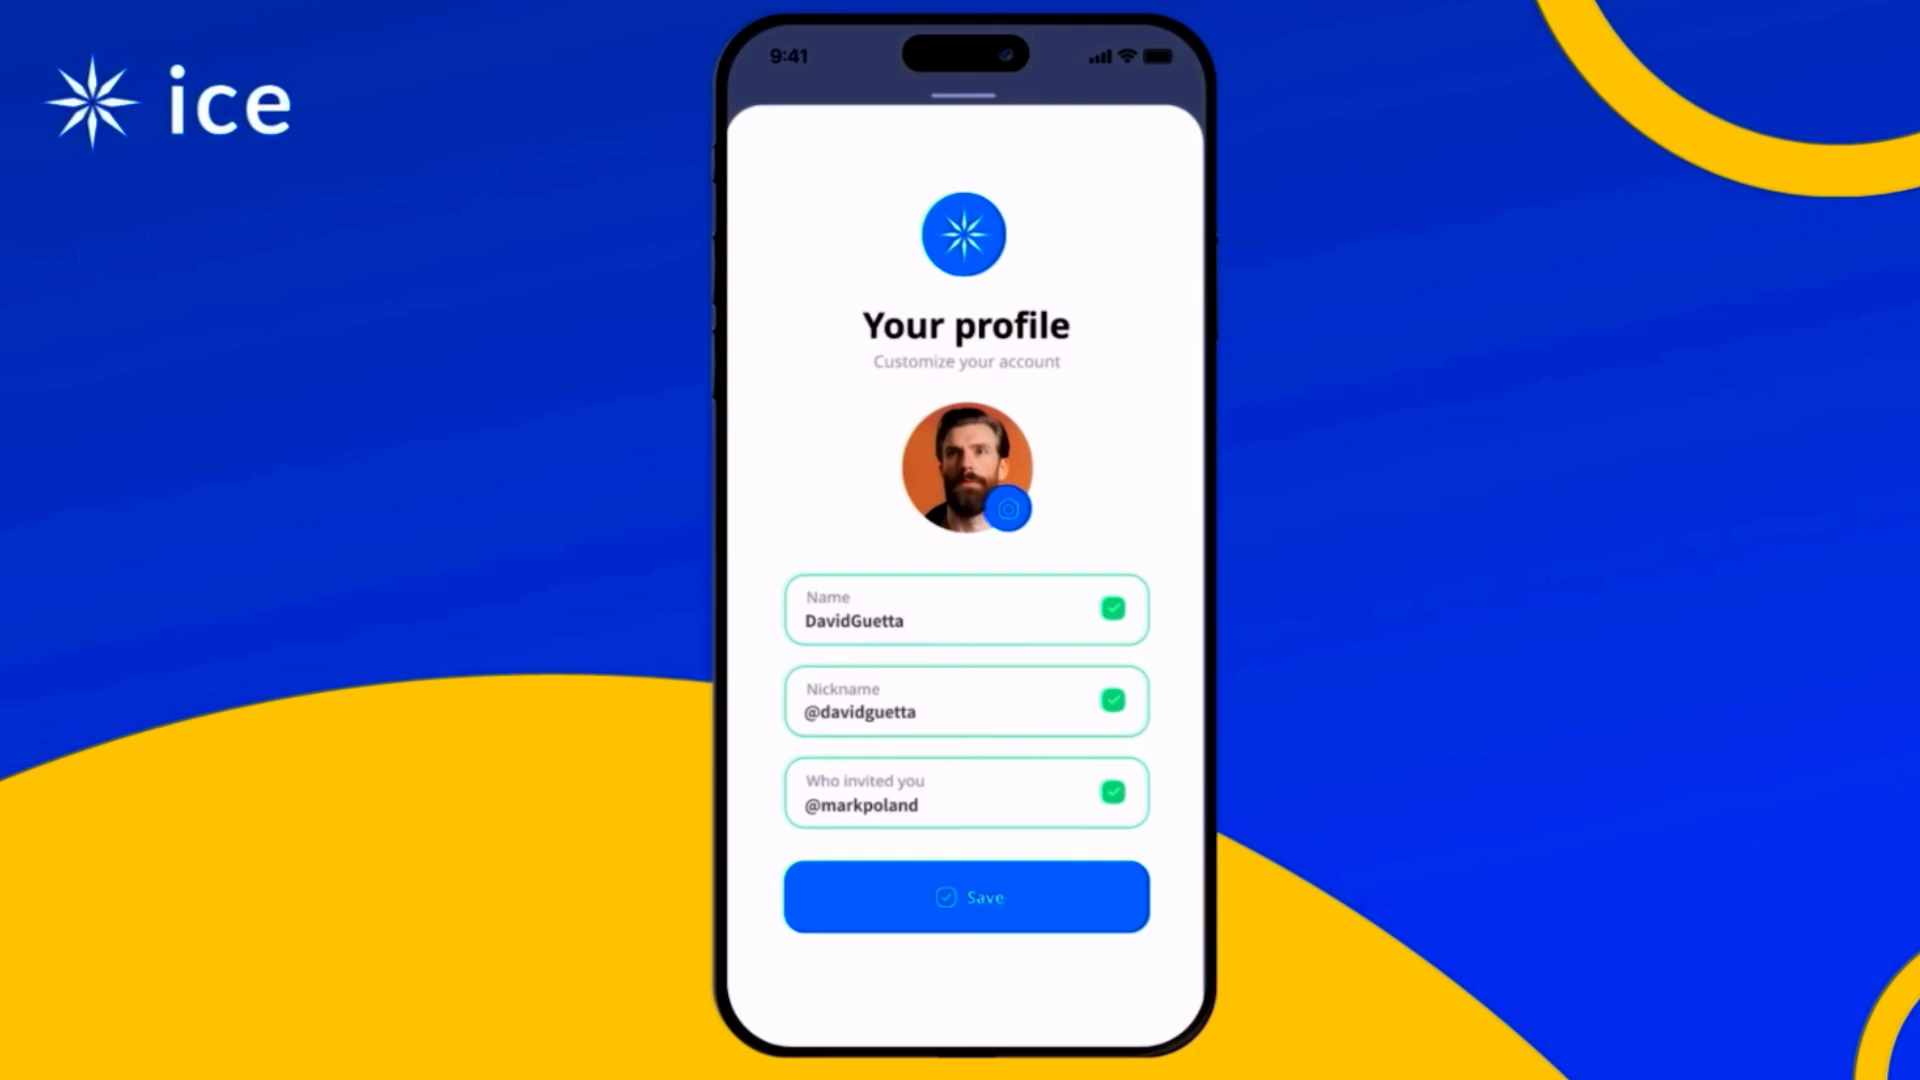 ice
9:41
Your profile
Customize your account
Name
DavidGuetta
Nickname
@davidguetta
Who invited you
@markpoland
Save